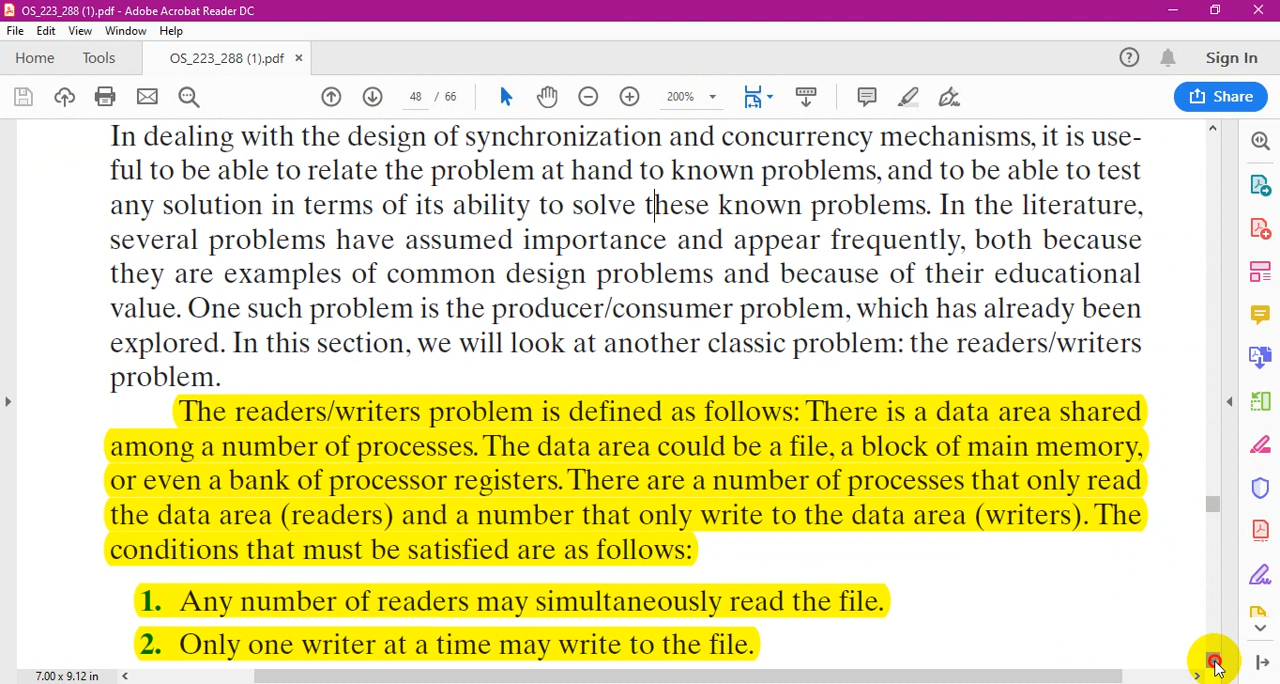 OS_223_288 (1).pdf - Adobe Acrobat Reader DC
File Edit View Window Help
Home Tools OS_223_288 (1).pdf × Sign In
48 / 66 200% Share
In dealing with the design of synchronization and concurrency mechanisms, it is use-
ful to be able to relate the problem at hand to known problems, and to be able to test
any solution in terms of its ability to solve these known problems. In the literature,
several problems have assumed importance and appear frequently, both because
they are examples of common design problems and because of their educational
value. One such problem is the producer/consumer problem, which has already been
explored. In this section, we will look at another classic problem: the readers/writers
problem.
The readers/writers problem is defined as follows: There is a data area shared
among a number of processes. The data area could be a file, a block of main memory,
or even a bank of processor registers. There are a number of processes that only read
the data area (readers) and a number that only write to the data area (writers). The
conditions that must be satisfied are as follows:
1. Any number of readers may simultaneously read the file.
2. Only one writer at a time may write to the file.
7.00 x 9.12 in